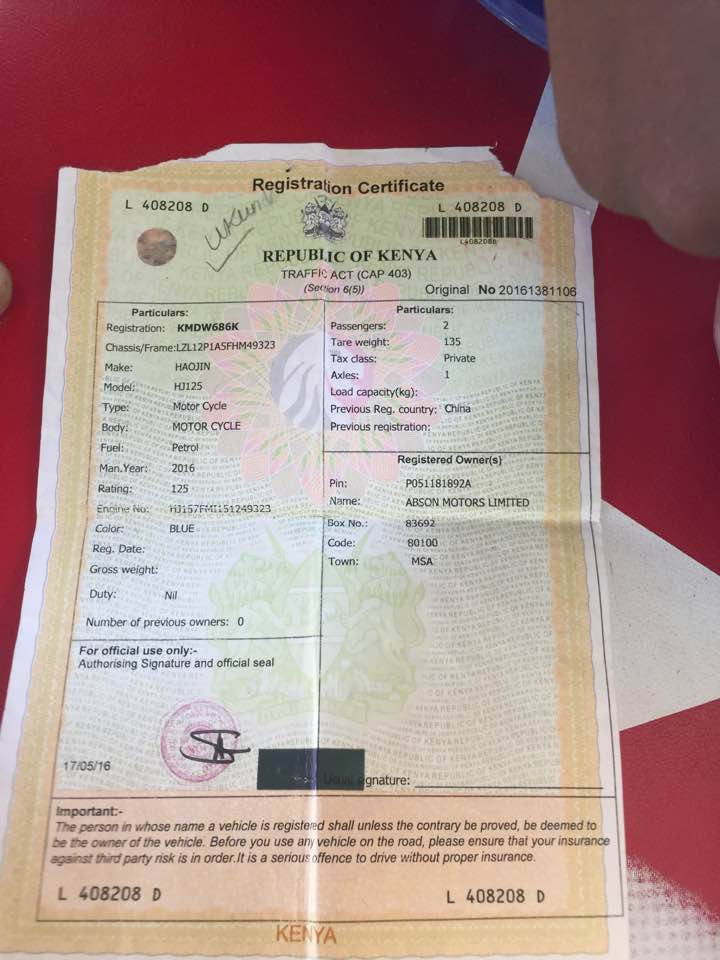 Registration Certificate
L 408208 D
L 408208 D
L408208D
REPUBLIC OF KENYA
TRAFFIC ACT (CAP 403)
(Section 6(5))
Original No 20161381106
Particulars:
Registration: KMDW686K
Chassis/Frame:LZL12P1A5FHM49323
Make: HAOJIN
Model: HJ125
Type: Motor Cycle
Body: MOTOR CYCLE
Fuel: Petrol
Man.Year: 2016
Rating: 125
Engine No: HJ157FMI151249323
Color: BLUE
Reg. Date:
Gross weight:
Duty: Nil
Number of previous owners: 0
Particulars:
Passengers: 2
Tare weight: 135
Tax class: Private
Axles: 1
Load capacity(kg):
Previous Reg. country: China
Previous registration:
Registered Owner(s)
Pin: P051181892A
Name: ABSON MOTORS LIMITED
Box No.: 83692
Code: 80100
Town: MSA
For official use only:-
Authorising Signature and official seal
17/05/16
Usual signature:
Important:-
The person in whose name a vehicle is registered shall unless the contrary be proved, be deemed to
be the owner of the vehicle. Before you use any vehicle on the road, please ensure that your insurance
against third party risk is in order.It is a serious offence to drive without proper insurance.
L 408208 D
L 408208 D
KENYA